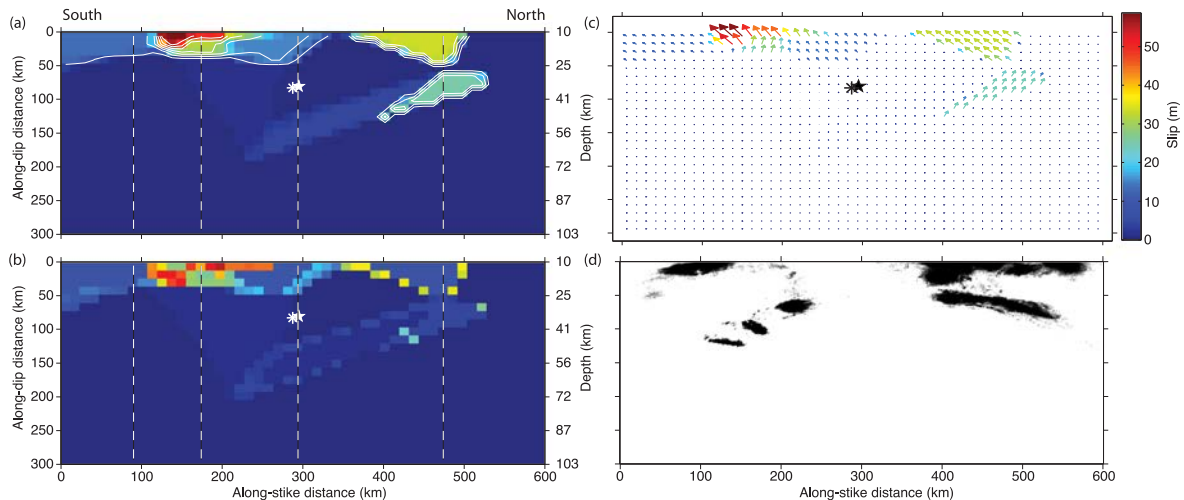 (a) South North
Along-dip distance (km)
0
50
100
150
200
250
300
10
25
41
56
72
87
103
Depth (km)
(c)
Slip (m)
50
40
30
20
10
0
(b)
Along-dip distance (km)
0
50
100
150
200
250
300
10
25
41
56
72
87
103
Depth (km)
0 100 200 300 400 500 600
Along-stike distance (km)
(d)
0 100 200 300 400 500 600
Along-stike distance (km)